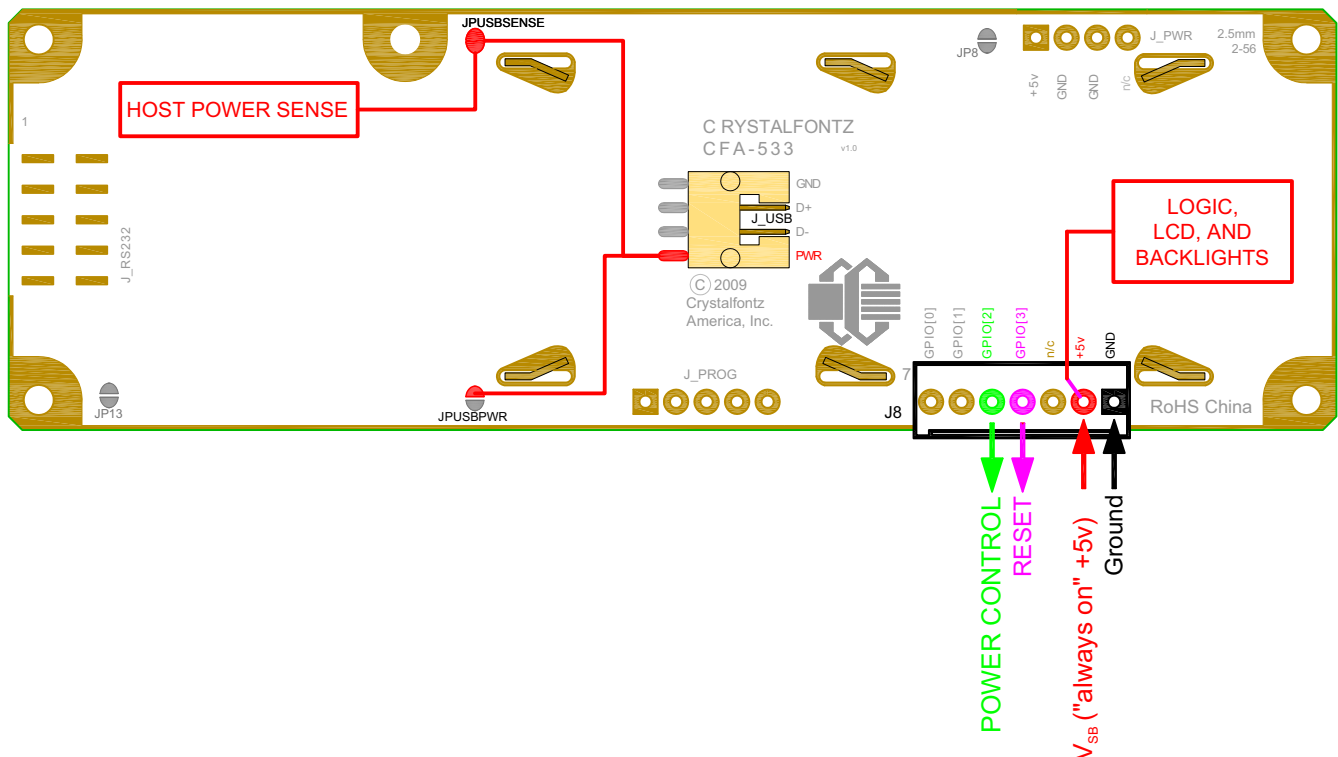 JPUSBSENSE
HOST POWER SENSE
JP8
J_PWR
2.5mm
2-56
+5v
GND
GND
n/c
1
C RYSTALFONTZ
CFA-533 v1.0
GND
D+
J_USB
D-
PWR
J_RS232
© 2009
Crystalfontz
America, Inc.
LOGIC,
LCD, AND
BACKLIGHTS
GPIO[0]
GPIO[1]
GPIO[2]
GPIO[3]
n/c
+5v
GND
J_PROG
7
JP13
JPUSBPWR
J8
RoHS China
POWER CONTROL
RESET
VSB ("always on" +5v)
Ground